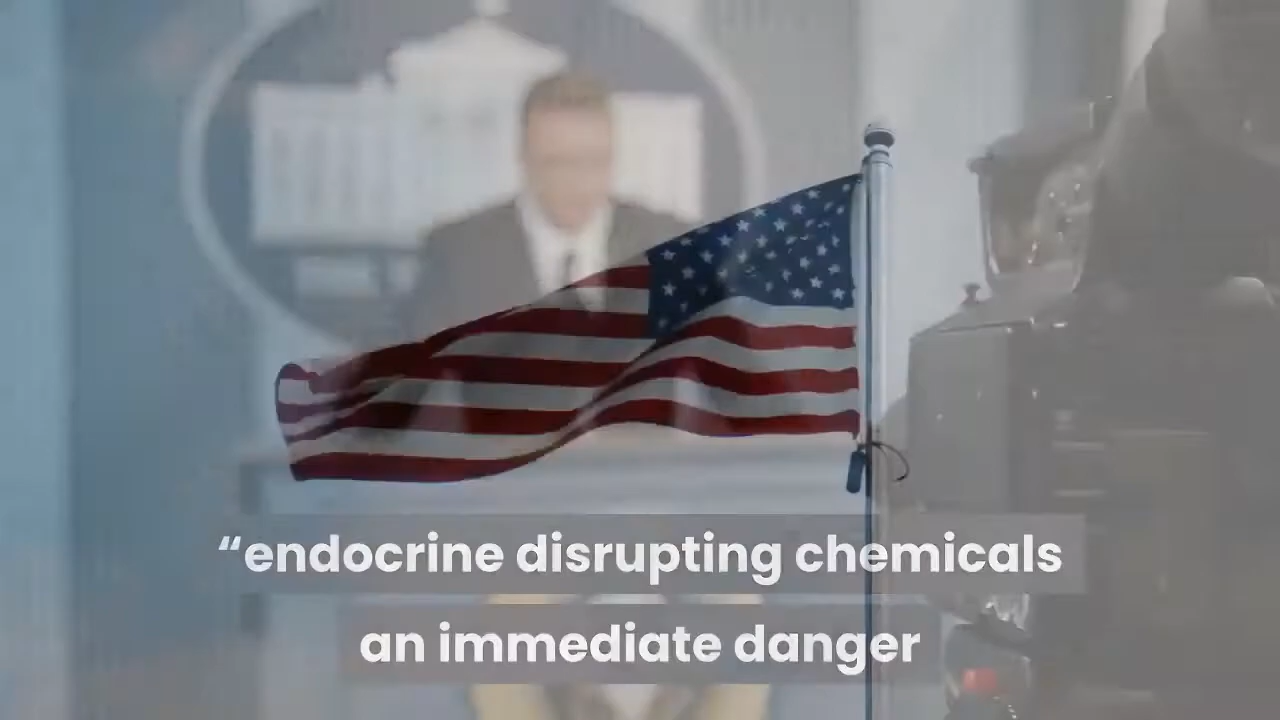 “endocrine disrupting chemicals
an immediate danger